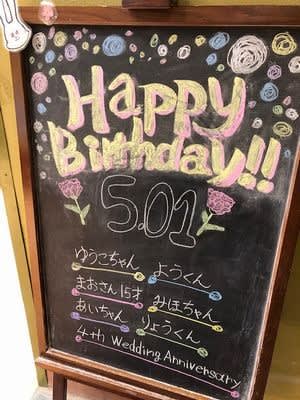 Happy
Birthday!!
5.01
ゆうこちゃん ようくん
まおさん15才 みほちゃん
あいちゃん りょうくん
4th Wedding Anniversary